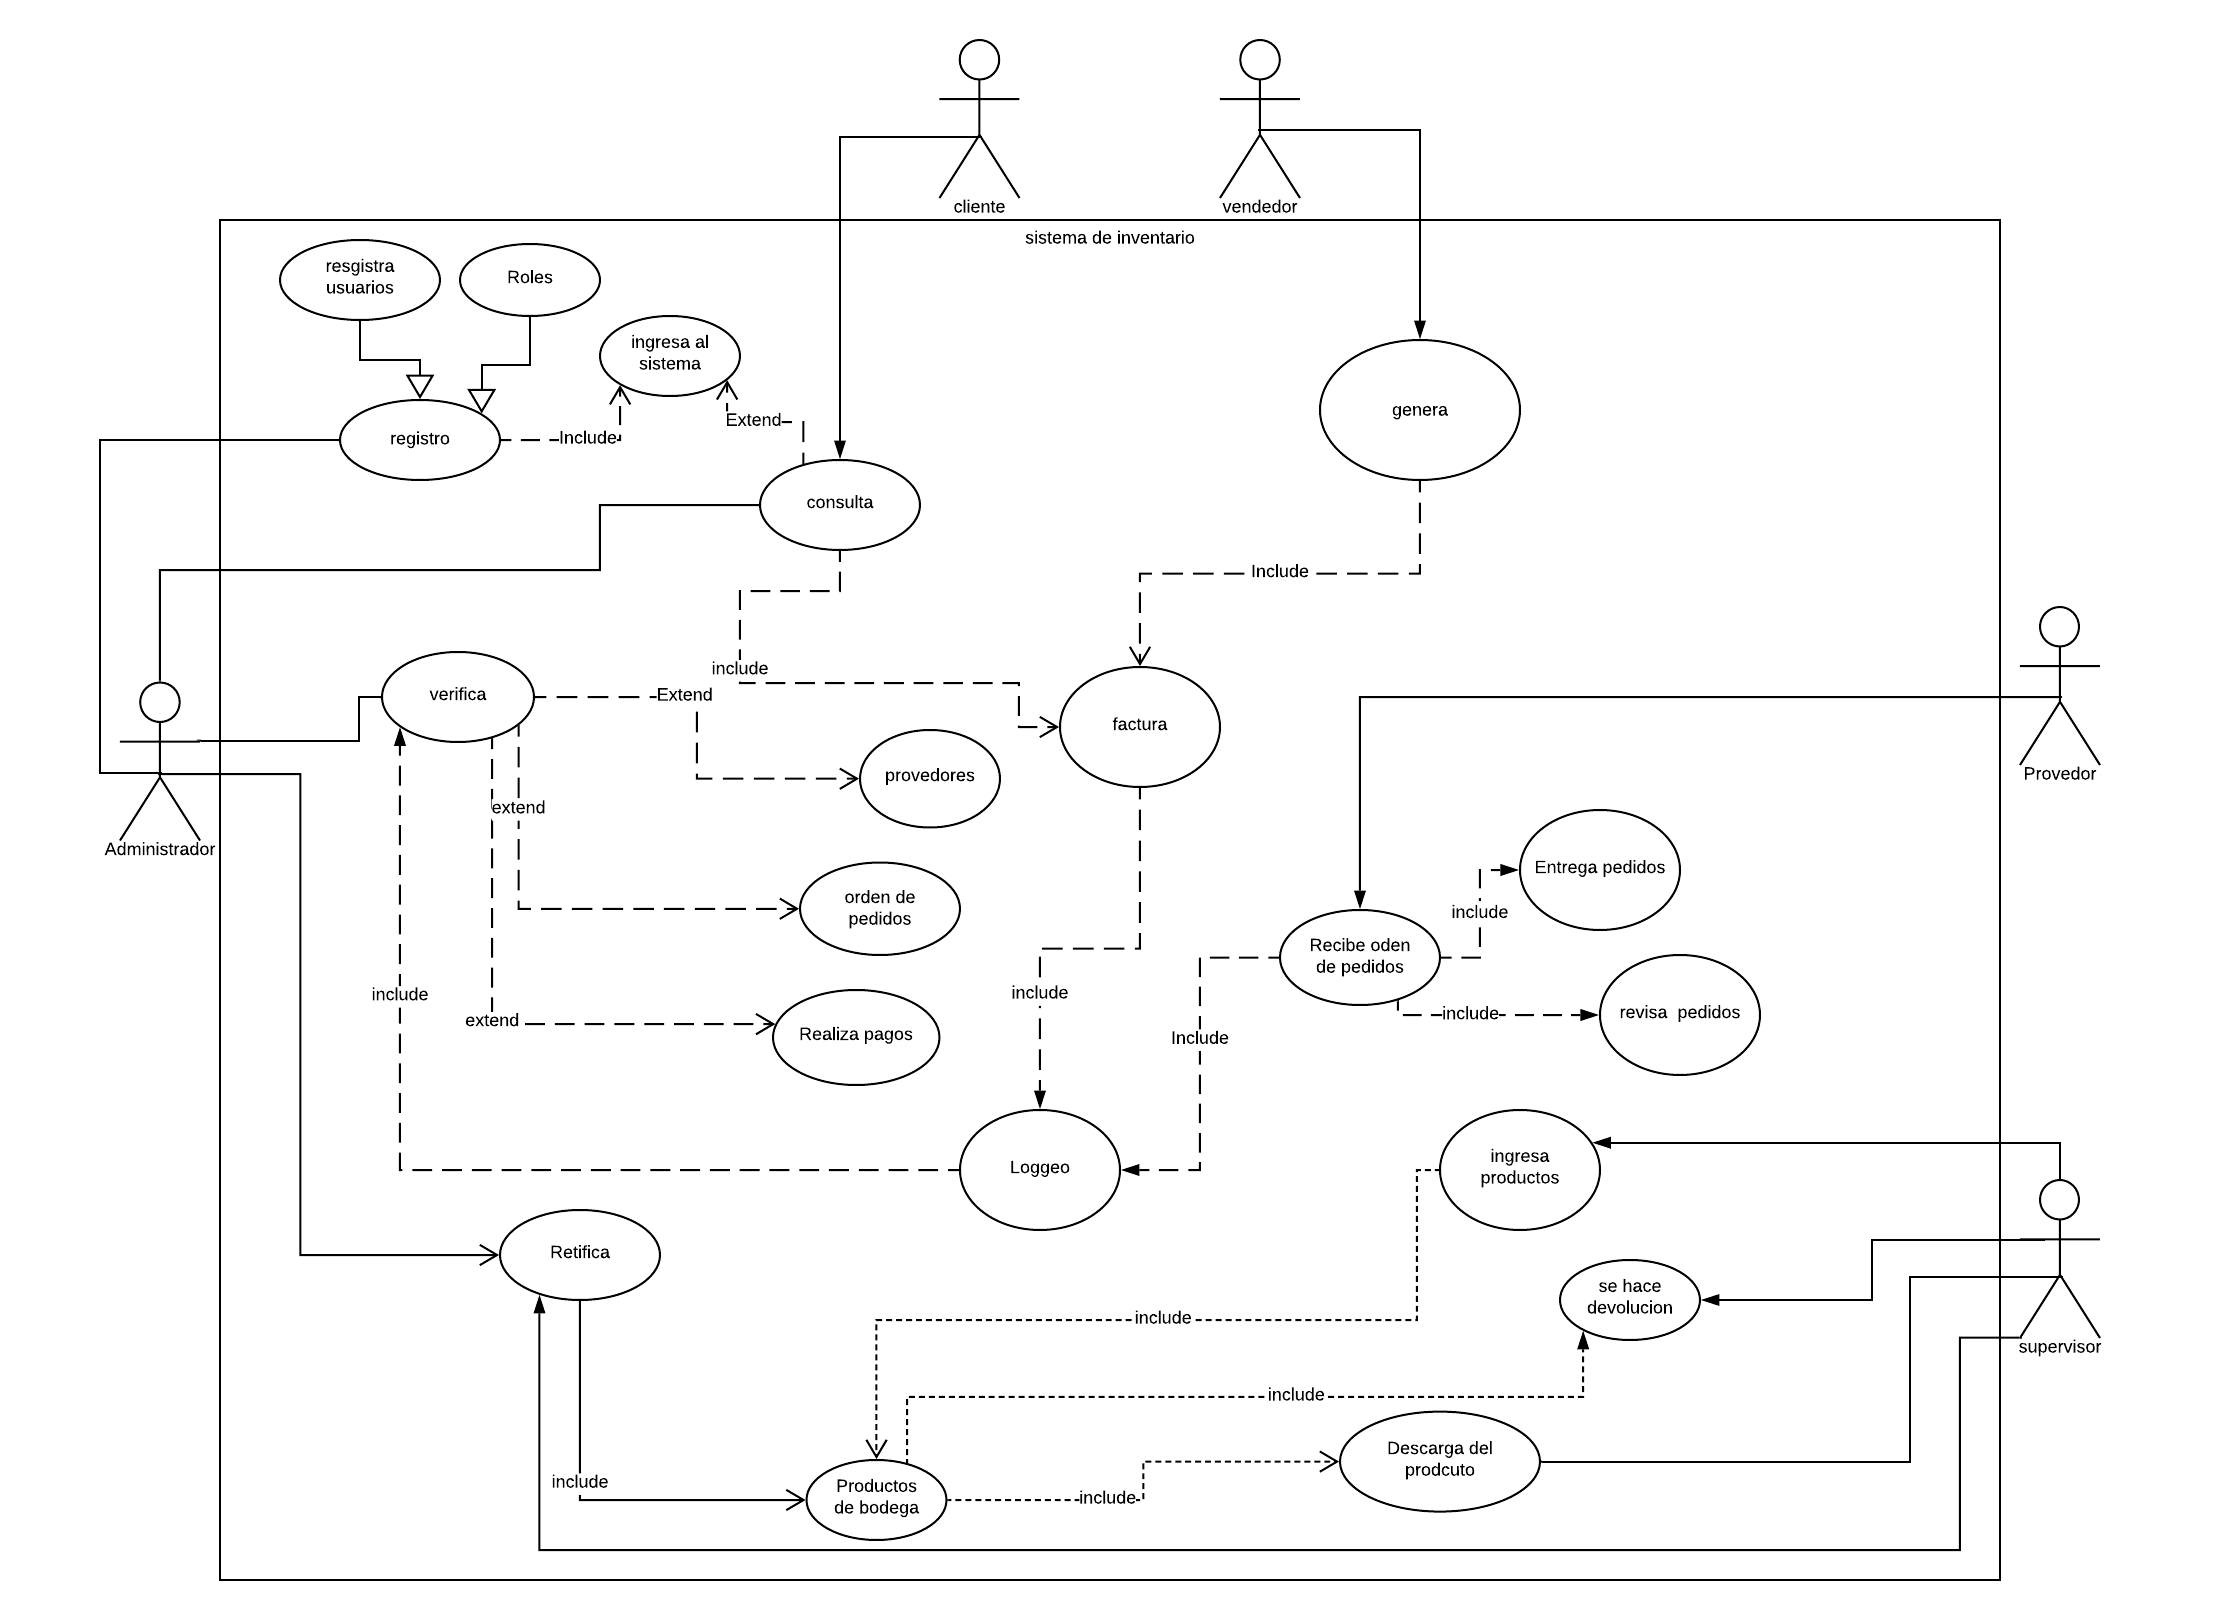 cliente
vendedor
sistema de inventario
resgistra
usuarios
Roles
ingresa al
sistema
genera
Extend
registro
Include
consulta
Include
include
verifica
Extend
factura
provedores
Provedor
extend
Administrador
Entrega pedidos
orden de
pedidos
include
Recibe oden
de pedidos
include
include
revisa  pedidos
include
extend
Realiza pagos
Include
Loggeo
ingresa
productos
Retifica
se hace
devolucion
include
supervisor
include
Descarga del
prodcuto
include
Productos
de bodega
include